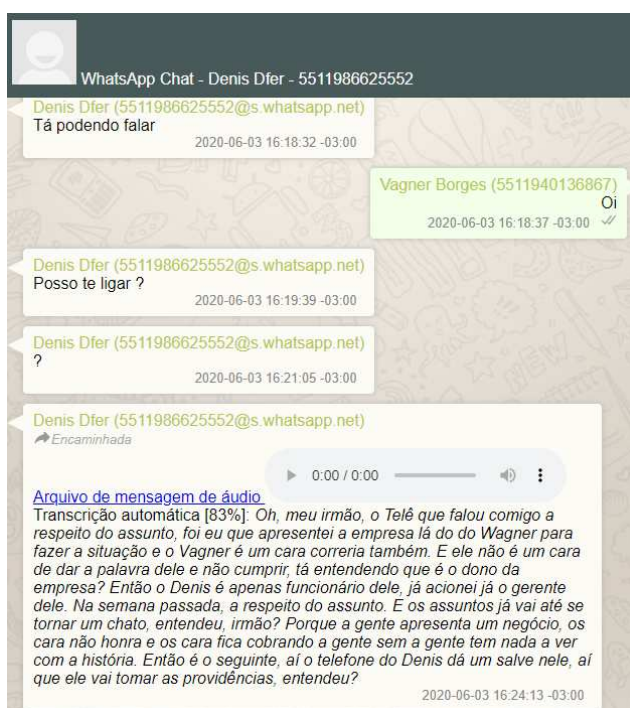 WhatsApp Chat - Denis Dfer - 5511986625552
Denis Dfer (5511986625552@s.whatsapp.net)
Tá podendo falar
2020-06-03 16:18:32 -03:00
Vagner Borges (5511940136867)
Oi
2020-06-03 16:18:37 -03:00
Denis Dfer (5511986625552@s.whatsapp.net)
Posso te ligar ?
2020-06-03 16:19:39 -03:00
Denis Dfer (5511986625552@s.whatsapp.net)
?
2020-06-03 16:21:05 -03:00
Denis Dfer (5511986625552@s.whatsapp.net)
Encaminhada
0:00 / 0:00
Arquivo de mensagem de áudio
Transcrição automática [83%]: Oh, meu irmão, o Telê que falou comigo a
respeito do assunto, foi eu que apresentei a empresa lá do do Wagner para
fazer a situação e o Vagner é um cara correria também. E ele não é um cara
de dar a palavra dele e não cumprir, tá entendendo que é o dono da
empresa? Então o Denis é apenas funcionário dele, já acionei já o gerente
dele. Na semana passada, a respeito do assunto. E os assuntos já vai até se
tornar um chato, entendeu, irmão? Porque a gente apresenta um negócio, os
cara não honra e os cara fica cobrando a gente sem a gente tem nada a ver
com a história. Então é o seguinte, aí o telefone do Denis dá um salve nele, aí
que ele vai tomar as providências, entendeu?
2020-06-03 16:24:13 -03:00